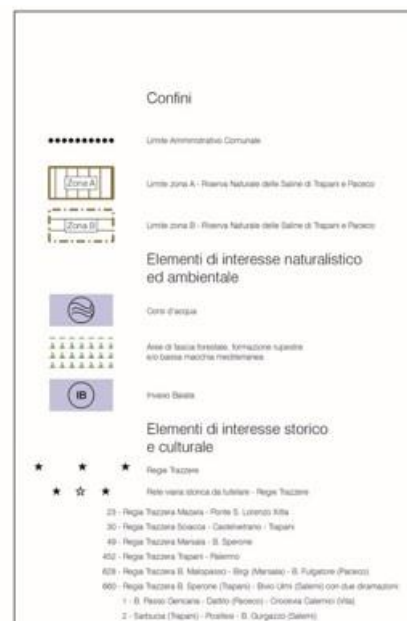 Confini
Limite Amministrativo Comunale
Zona A
Limite zona A - Riserva Naturale delle Saline di Trapani e Paceco
Zona B
Limite zona B - Riserva Naturale delle Saline di Trapani e Paceco
Elementi di interesse naturalistico
ed ambientale
Corsi d'acqua
Aree di fascia forestale, formazione rupestre
e/o bassa macchia mediterranea
IB
Invaso Baiata
Elementi di interesse storico
e culturale
Regie Trazzere
Rete viaria storica da tutelare - Regie Trazzere
23 - Regia Trazzera Mazara - Ponte S. Lorenzo Xitta
30 - Regia Trazzera Sciacca - Castelvetrano - Trapani
49 - Regia Trazzera Marsala - B. Sperone
452 - Regia Trazzera Trapani - Palermo
628 - Regia Trazzera B. Malopasso - Birgi (Marsala) - B. Fulgatore (Paceco)
660 - Regia Trazzera B. Sperone (Trapani) - Bivio Ulmi (Salemi) con due diramazioni:
1 - B. Passo Genicaria - Dattilo (Paceco) - Crocevia Calemici (Vita)
2 - Sarbucia (Trapani) - Posillesi - B. Gurgazzo (Salemi)